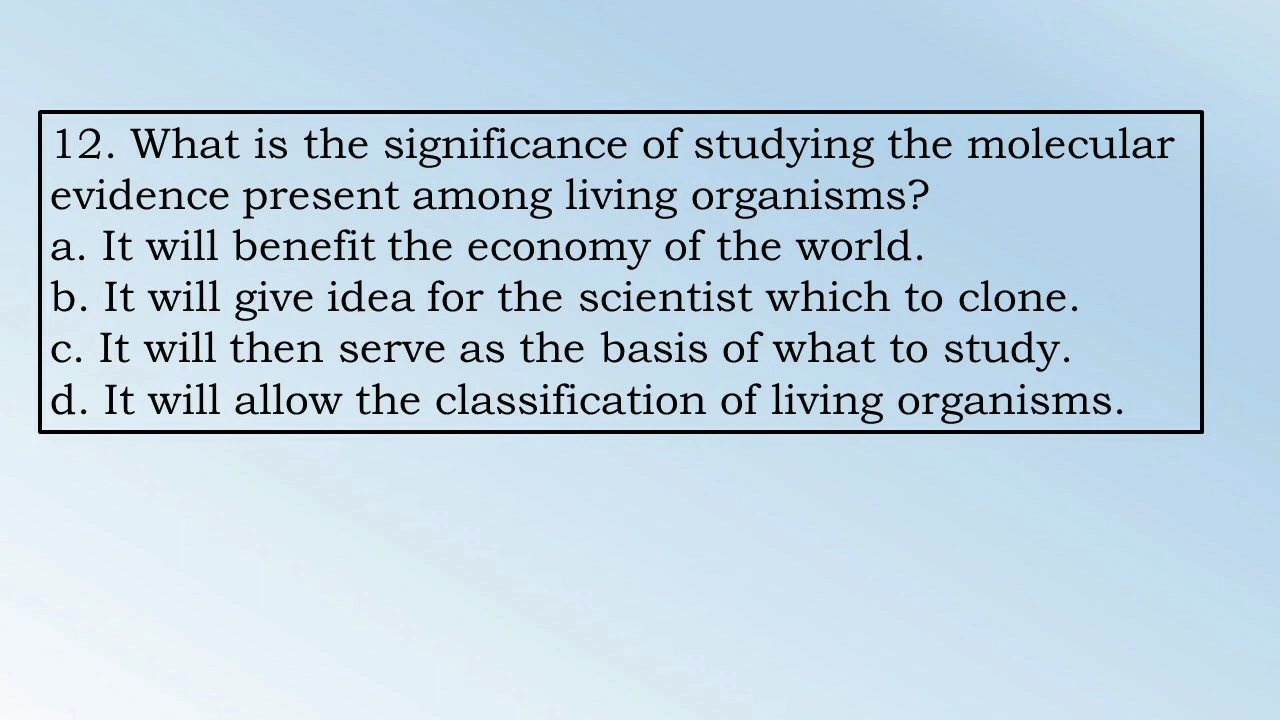 12. What is the significance of studying the molecular
evidence present among living organisms?
a. It will benefit the economy of the world.
b. It will give idea for the scientist which to clone.
c. It will then serve as the basis of what to study.
d. It will allow the classification of living organisms.